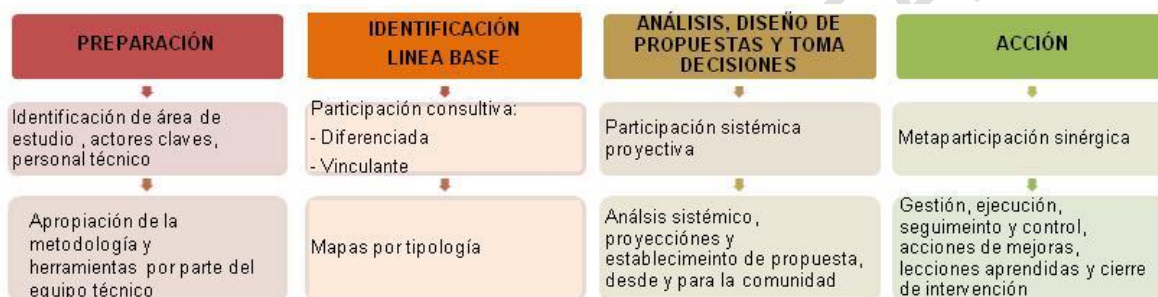 PREPARACIÓN
Identificación de área de
estudio , actores claves,
personal técnico
Apropiación de la
metodología y
herramientas por parte del
equipo técnico
IDENTIFICACIÓN
LINEA BASE
Participación consultiva:
- Diferenciada
- Vinculante
Mapas por tipología
ANÁLISIS, DISEÑO DE
PROPUESTAS Y TOMA
DECISIONES
Participación sistémica
proyectiva
Análsis sistémico,
proyecciónes y
establecimeinto de propuesta,
desde y para la comunidad
ACCIÓN
Metaparticipación sinérgica
Gestión, ejecución,
seguimeinto y control,
acciones de mejoras,
lecciones aprendidas y cierre
de intervención